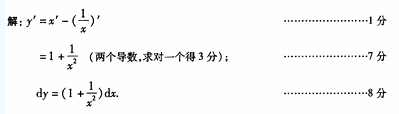 解: y′ = x′ - (1/x)′ ……………………1 分
= 1 + 1/x² (两个导数,求对一个得 3 分); ……………………7 分
dy = (1 + 1/x²)dx. ……………………8 分